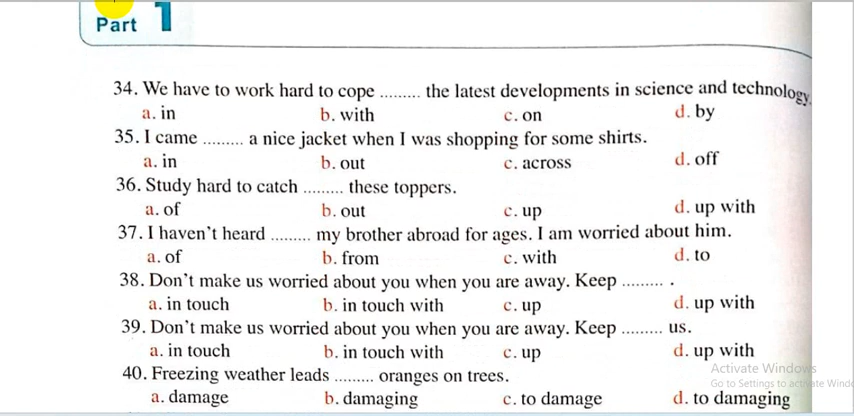 Part 1
34. We have to work hard to cope ......... the latest developments in science and technology.
a. in b. with c. on d. by
35. I came ......... a nice jacket when I was shopping for some shirts.
a. in b. out c. across d. off
36. Study hard to catch ......... these toppers.
a. of b. out c. up d. up with
37. I haven't heard ......... my brother abroad for ages. I am worried about him.
a. of b. from c. with d. to
38. Don't make us worried about you when you are away. Keep ......... .
a. in touch b. in touch with c. up d. up with
39. Don't make us worried about you when you are away. Keep ......... us.
a. in touch b. in touch with c. up d. up with
40. Freezing weather leads ......... oranges on trees.
a. damage b. damaging c. to damage d. to damaging
Activate Windows
Go to Settings to activate Windo